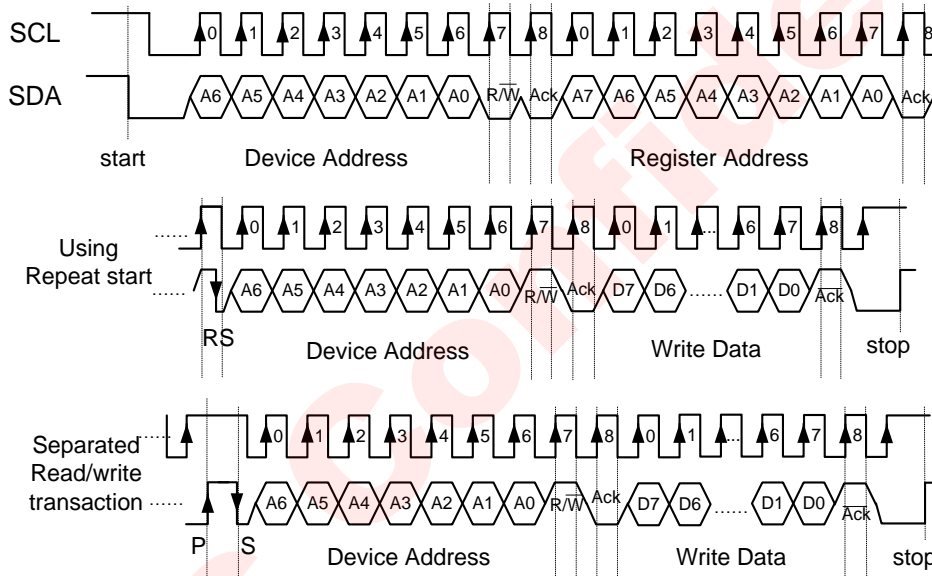 SCL 0 1 2 3 4 5 6 7 8 0 1 2 3 4 5 6 7 8
SDA A6 A5 A4 A3 A2 A1 A0 R/W̅ Ack A7 A6 A5 A4 A3 A2 A1 A0 Ack
start Device Address Register Address
0 1 2 3 4 5 6 7 8 0 1 ... 6 7 8
Using
Repeat start
...... A6 A5 A4 A3 A2 A1 A0 R/W̅ Ack D7 D6 ...... D1 D0 A̅c̅k̅
RS Device Address Write Data stop
0 1 2 3 4 5 6 7 8 0 1 ... 6 7 8
Separated
Read/write
transaction
...... A6 A5 A4 A3 A2 A1 A0 R/W̅ Ack D7 D6 ...... D1 D0 A̅c̅k̅
P S Device Address Write Data stop
Confide